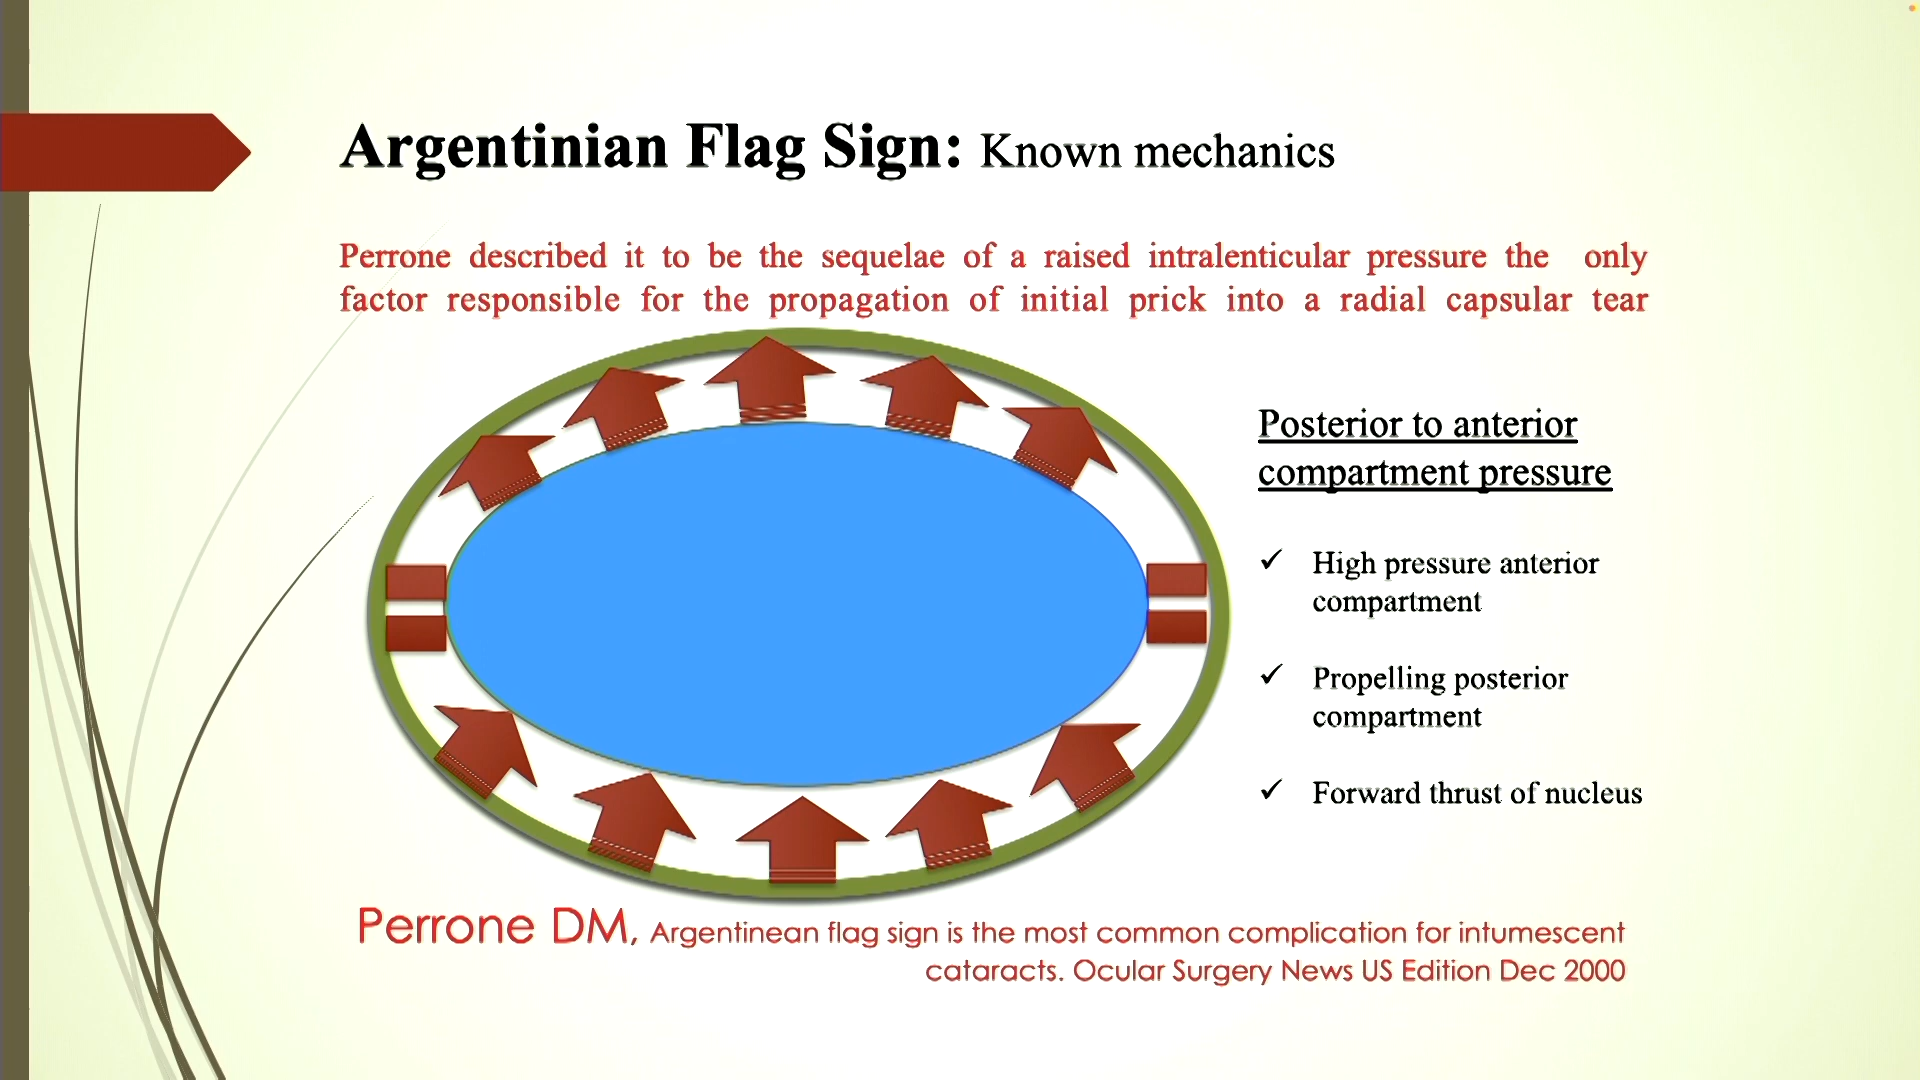 Argentinian Flag Sign: Known mechanics
Perrone described it to be the sequelae of a raised intralenticular pressure the only
factor responsible for the propagation of initial prick into a radial capsular tear
Posterior to anterior
compartment pressure
✓ High pressure anterior
compartment
✓ Propelling posterior
compartment
✓ Forward thrust of nucleus
Perrone DM, Argentinean flag sign is the most common complication for intumescent
cataracts. Ocular Surgery News US Edition Dec 2000